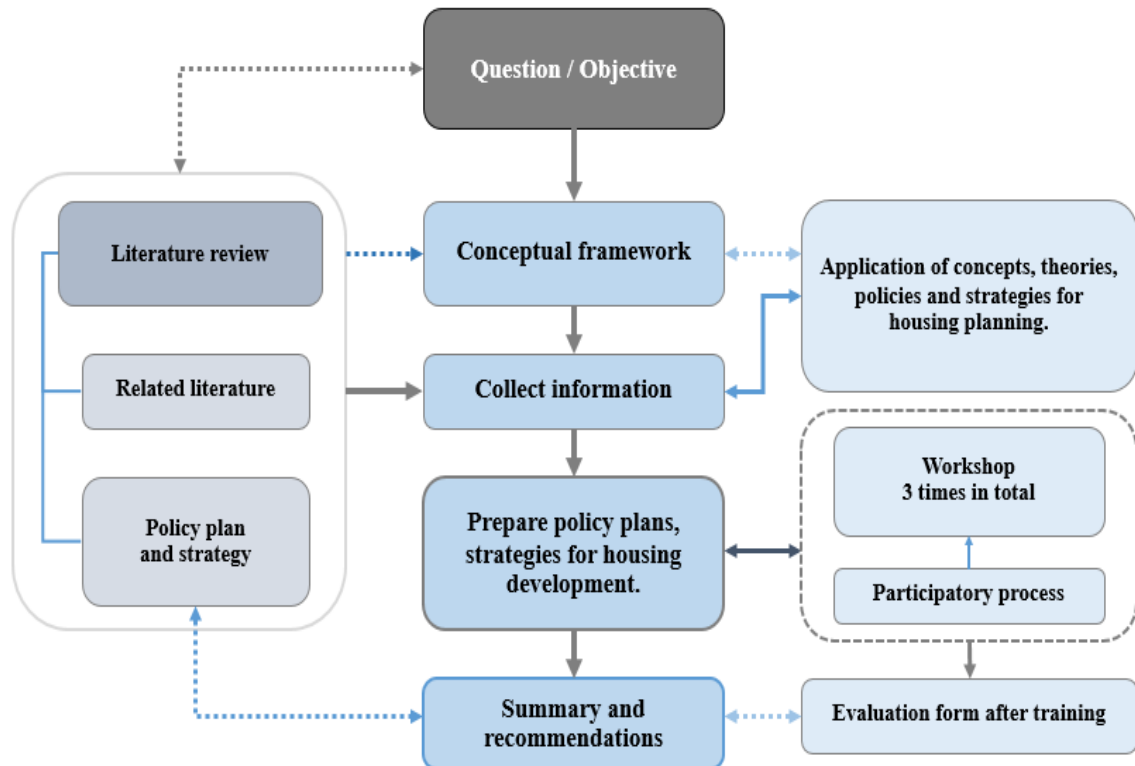 Question / Objective
Literature review
Conceptual framework
Application of concepts, theories,
policies and strategies for
housing planning.
Related literature
Collect information
Workshop
3 times in total
Policy plan
and strategy
Prepare policy plans,
strategies for housing
development.
Participatory process
Summary and
recommendations
Evaluation form after training